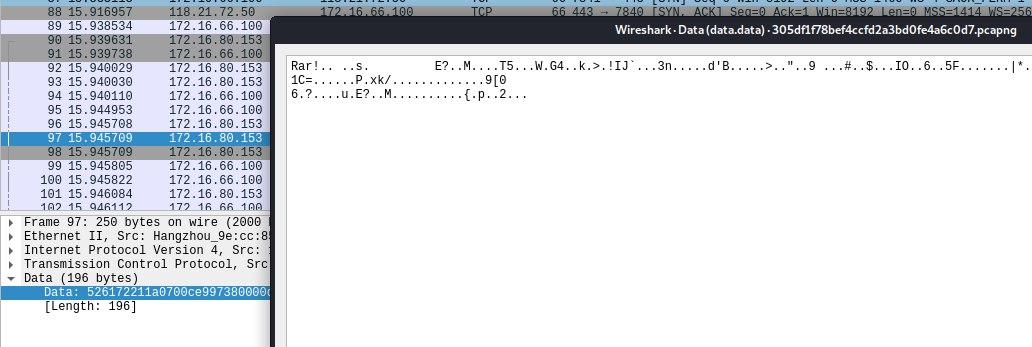 88 15.916957 118.21.72.50 172.16.66.100 TCP 66 443 → 7840 [SYN, ACK] Seq=0 Ack=1 Win=8192 Len=0 MSS=1414 WS=256
89 15.938534 172.16.66.100
90 15.939631 172.16.80.153
91 15.939738 172.16.66.100
92 15.940029 172.16.80.153
93 15.940030 172.16.80.153
94 15.940110 172.16.66.100
95 15.944953 172.16.66.100
96 15.945708 172.16.80.153
97 15.945709 172.16.80.153
98 15.945709 172.16.80.153
99 15.945805 172.16.66.100
100 15.945822 172.16.66.100
101 15.946084 172.16.80.153
102 15.946112 172.16.66.100
Wireshark · Data (data.data) · 305df1f78bef4ccfd2a3bd0fe4a6c0d7.pcapng
Rar!.. ..s. E?..M....T5...W.G4..k.>.!IJ`...3n.....d'B.....>.."..9 ...#..$...IO..6..5F.......|*.
1C=......P.xk/.............9[0
6.?....u.E?..M..........{.p..2...
Frame 97: 250 bytes on wire (2000
Ethernet II, Src: Hangzhou_9e:cc:85
Internet Protocol Version 4, Src:
Transmission Control Protocol, Src
Data (196 bytes)
Data: 526172211a0700ce997380000
[Length: 196]